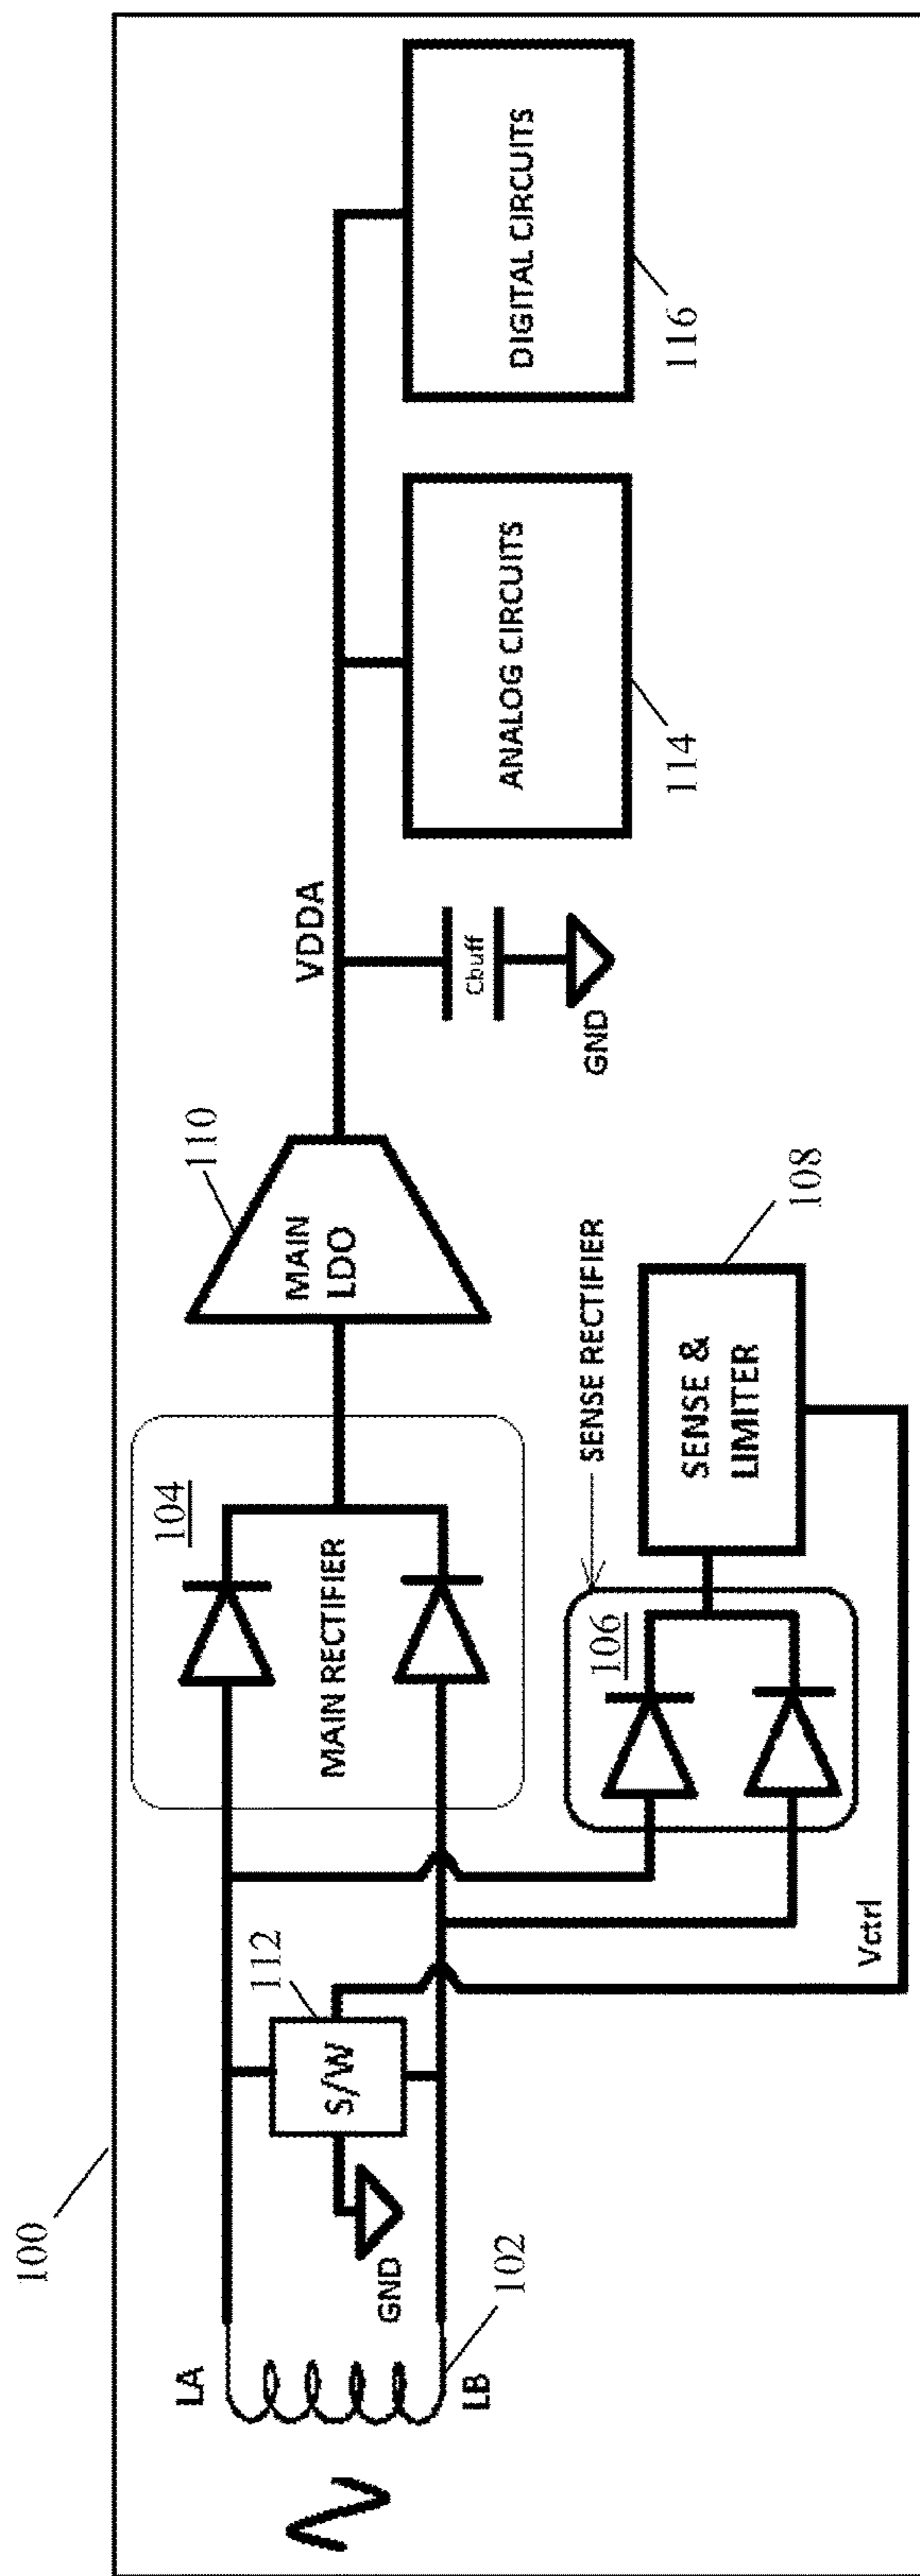 100
LA
LB
102
GND
S/W
112
Vctrl
104
MAIN RECTIFIER
106
SENSE RECTIFIER
SENSE &
LIMITER
108
MAIN
LDO
110
VDDA
Cbuff
GND
ANALOG CIRCUITS
114
DIGITAL CIRCUITS
116